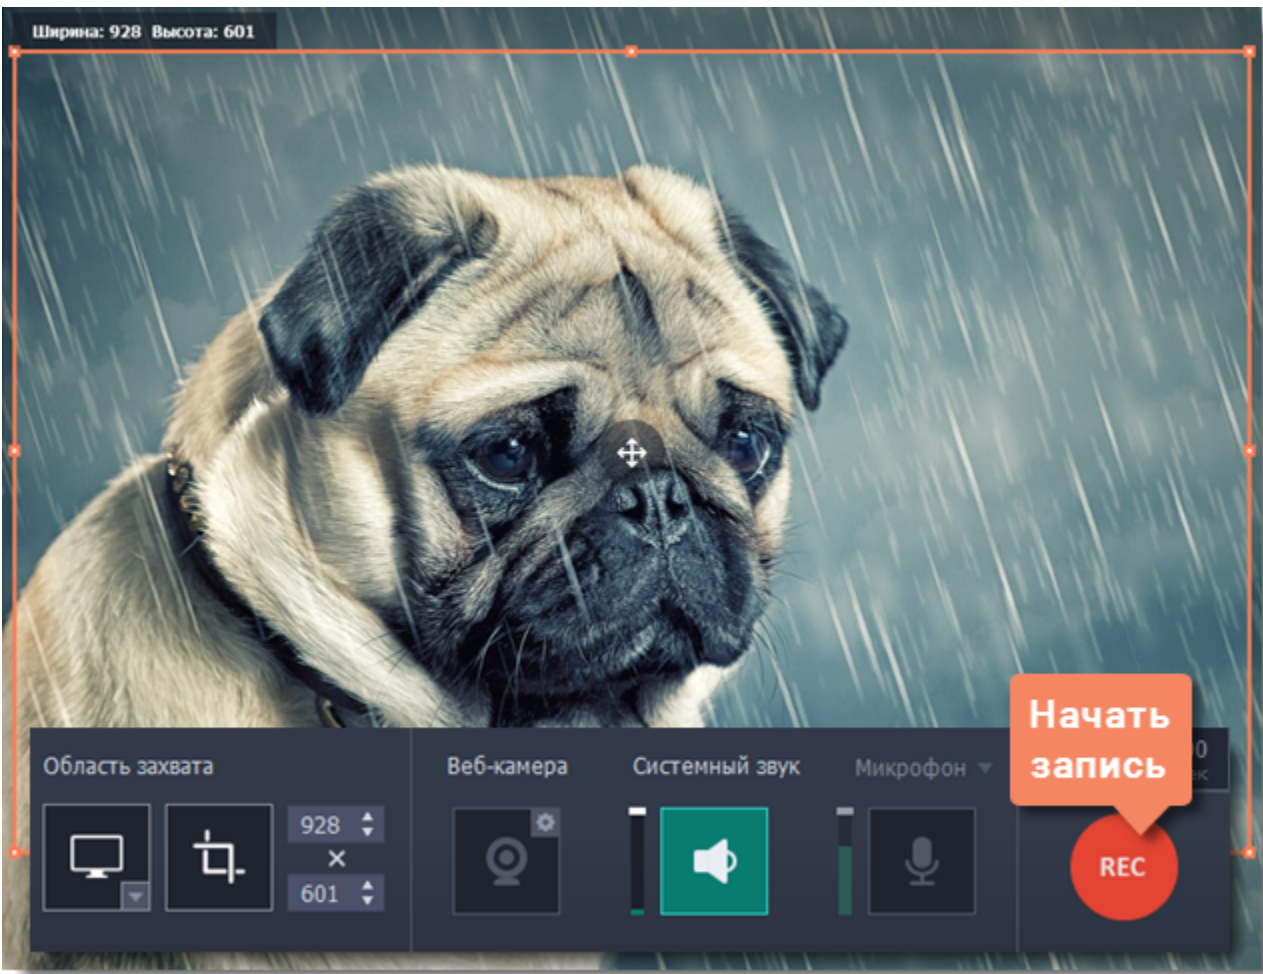 Ширина: 928 Высота: 601
Начать
запись
Область захвата
Веб-камера
Системный звук
Микрофон
928
×
601
REC